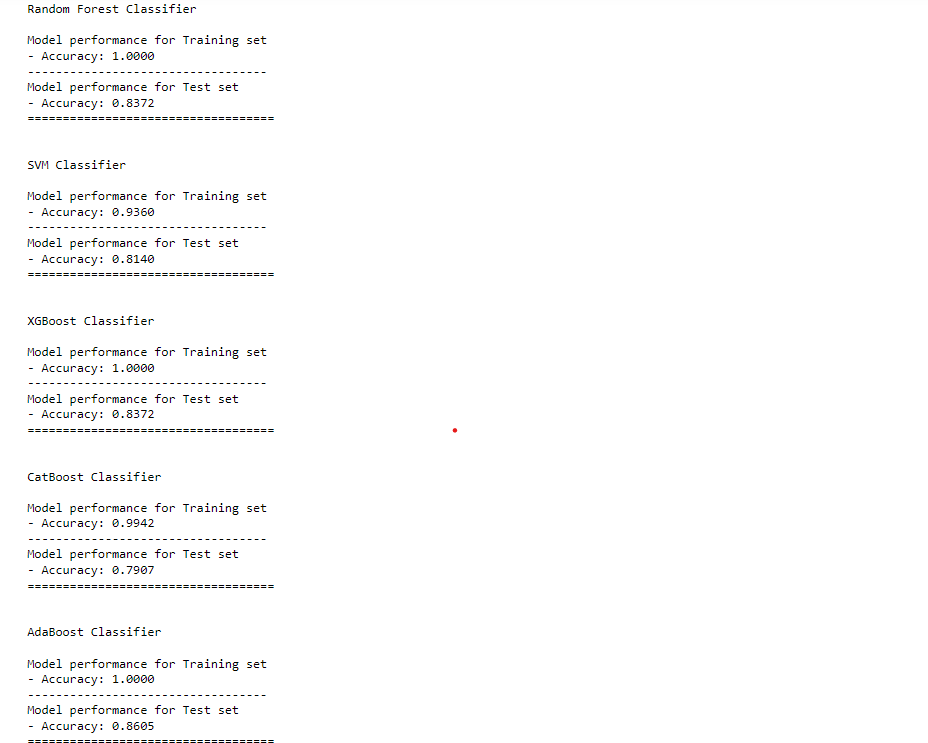 Random Forest Classifier
Model performance for Training set
- Accuracy: 1.0000
----------------------------------
Model performance for Test set
- Accuracy: 0.8372
===================================
SVM Classifier
Model performance for Training set
- Accuracy: 0.9360
----------------------------------
Model performance for Test set
- Accuracy: 0.8140
===================================
XGBoost Classifier
Model performance for Training set
- Accuracy: 1.0000
----------------------------------
Model performance for Test set
- Accuracy: 0.8372
===================================
CatBoost Classifier
Model performance for Training set
- Accuracy: 0.9942
----------------------------------
Model performance for Test set
- Accuracy: 0.7907
===================================
AdaBoost Classifier
Model performance for Training set
- Accuracy: 1.0000
----------------------------------
Model performance for Test set
- Accuracy: 0.8605
===================================